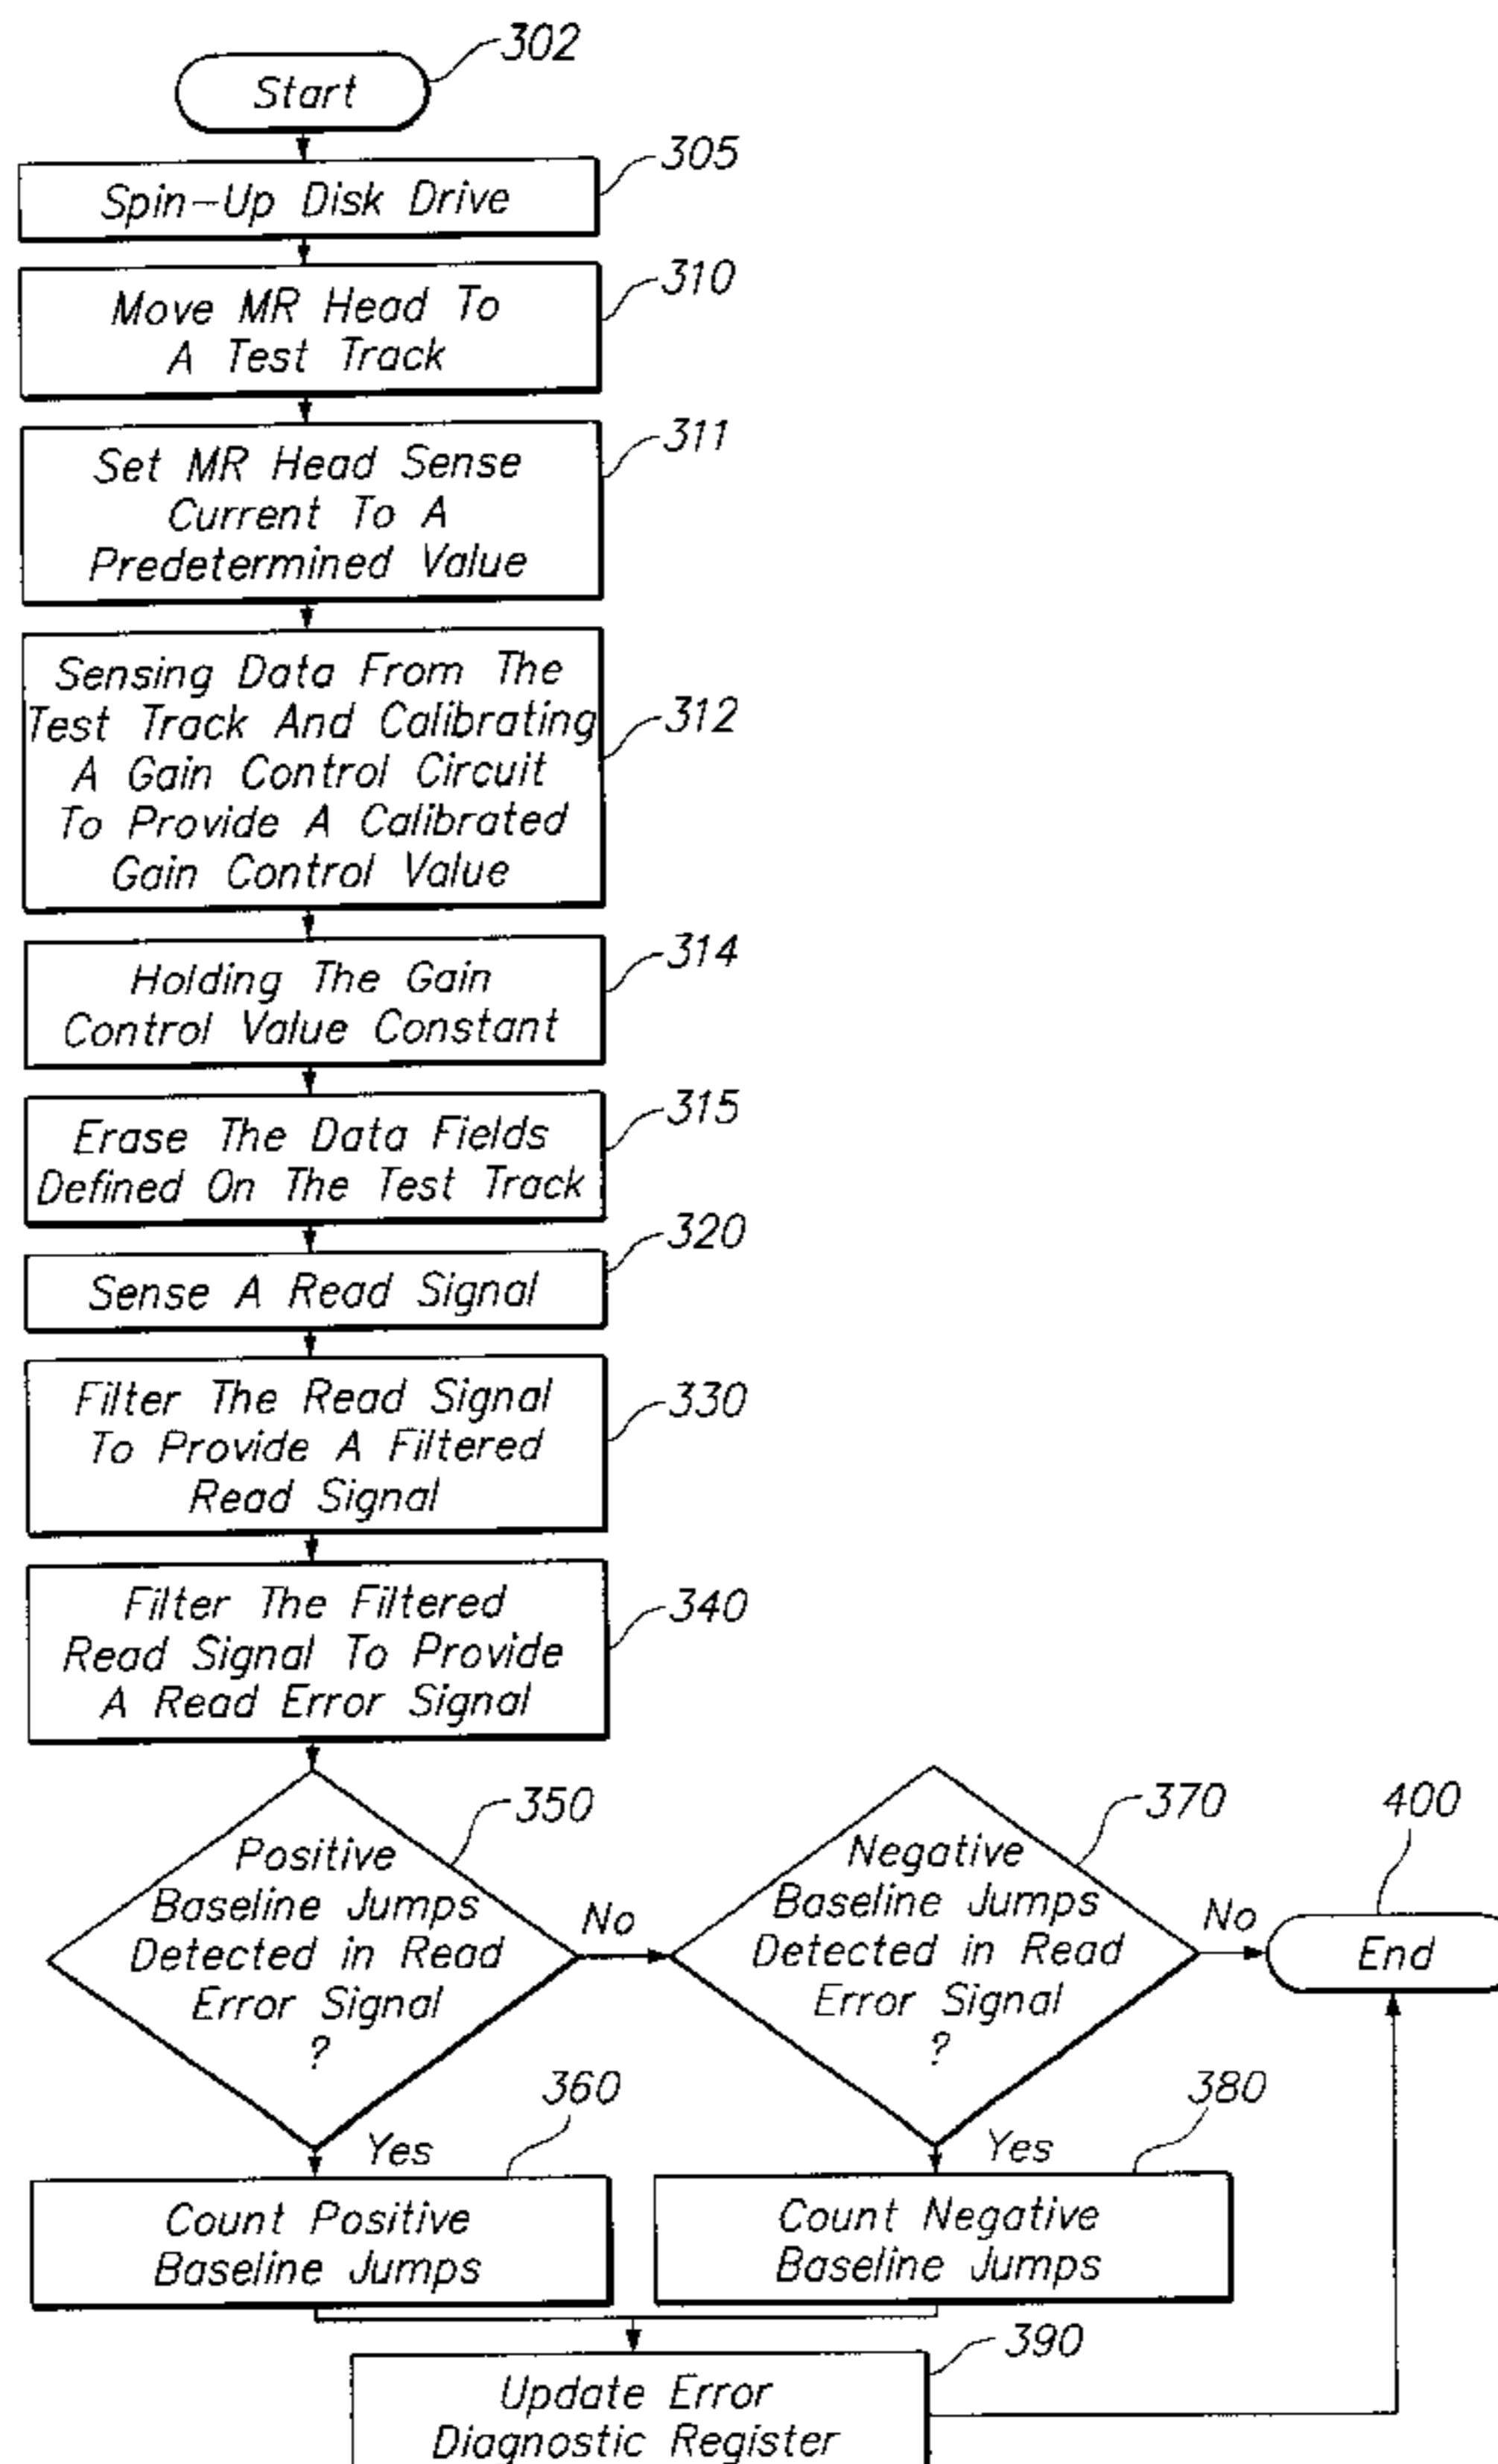 302
Start
305
Spin-Up Disk Drive
310
Move MR Head To
A Test Track
311
Set MR Head Sense
Current To A
Predetermined Value
312
Sensing Data From The
Test Track And Calibrating
A Gain Control Circuit
To Provide A Calibrated
Gain Control Value
314
Holding The Gain
Control Value Constant
315
Erase The Data Fields
Defined On The Test Track
320
Sense A Read Signal
330
Filter The Read Signal
To Provide A Filtered
Read Signal
340
Filter The Filtered
Read Signal To Provide
A Read Error Signal
350
Positive
Baseline Jumps
Detected in Read
Error Signal
?
No
370
Negative
Baseline Jumps
Detected in Read
Error Signal
?
No
400
End
Yes
360
Count Positive
Baseline Jumps
Yes
380
Count Negative
Baseline Jumps
390
Update Error
Diagnostic Register